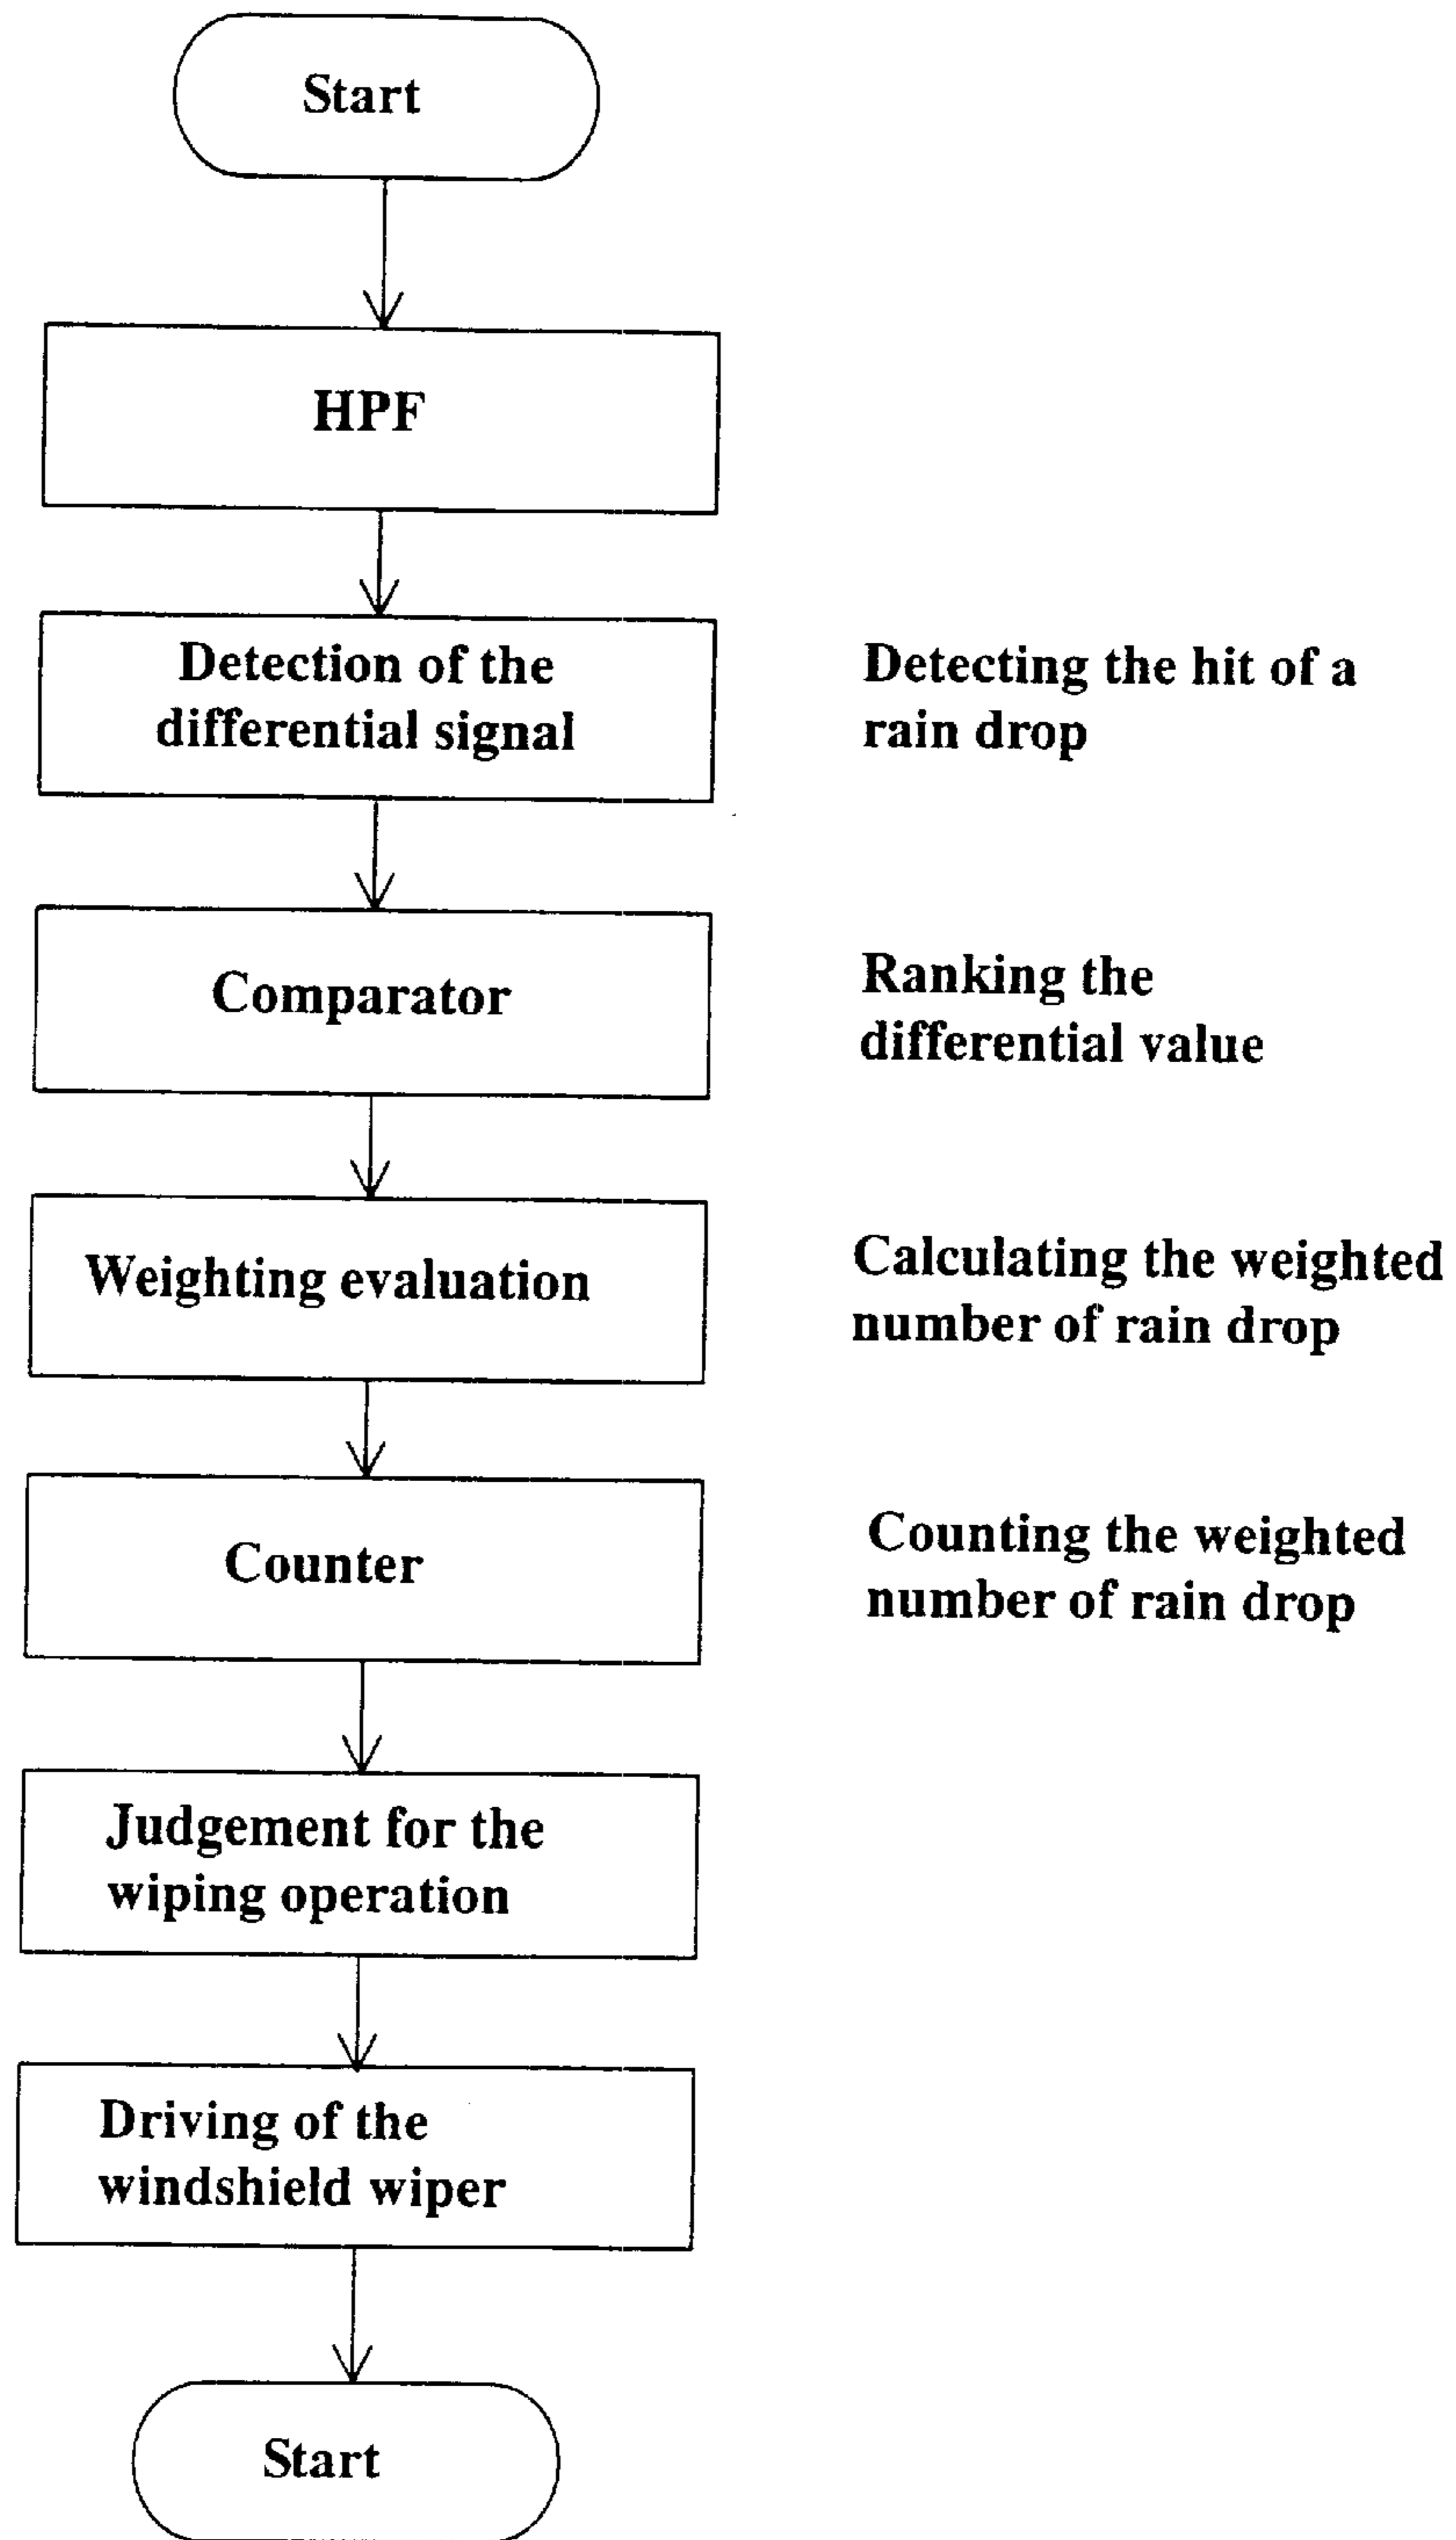 Start
HPF
Detection of the
differential signal
Detecting the hit of a
rain drop
Comparator
Ranking the
differential value
Weighting evaluation
Calculating the weighted
number of rain drop
Counter
Counting the weighted
number of rain drop
Judgement for the
wiping operation
Driving of the
windshield wiper
Start